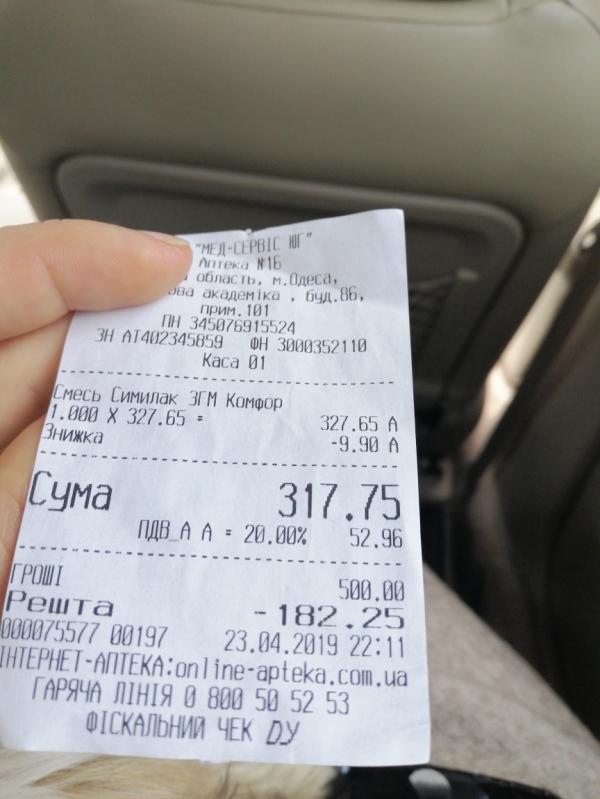 "МЕД-СЕРВІС ЮГ"
Аптека №16
область, м.Одеса,
академіка , буд.86,
прим.101
ПН 345076915524
ЗН АТ402345859 ФН 3000352110
Каса 01
Смесь Симилак ЗГМ Комфор
1.000 X 327.65 = 327.65 А
Знижка -9.90 А
Сума 317.75
ПДВ_А А = 20.00% 52.96
ГРОШІ 500.00
Решта -182.25
000075577 00197 23.04.2019 22:11
ІНТЕРНЕТ-АПТЕКА:online-apteka.com.ua
ГАРЯЧА ЛІНІЯ 0 800 50 52 53
ФІСКАЛЬНИЙ ЧЕК